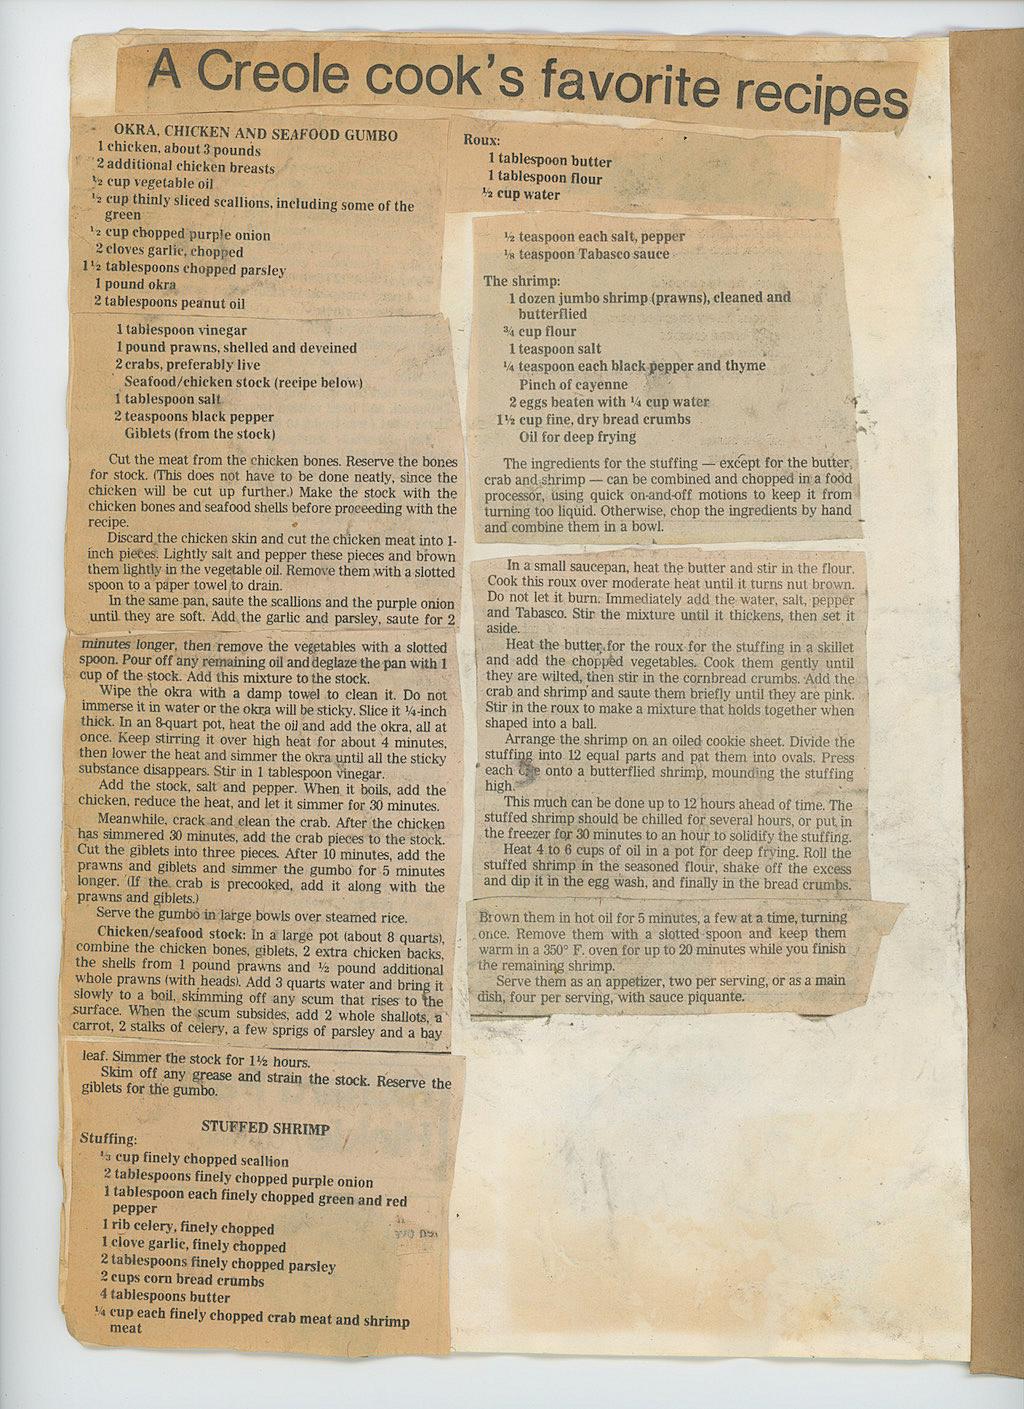 A Creole cook's favorite recipes
OKRA, CHICKEN AND SEAFOOD GUMBO
1 chicken, about 3 pounds
2 additional chicken breasts
½ cup vegetable oil
½ cup thinly sliced scallions, including some of the
green
½ cup chopped purple onion
2 cloves garlic, chopped
1½ tablespoons chopped parsley
1 pound okra
2 tablespoons peanut oil
1 tablespoon vinegar
1 pound prawns, shelled and deveined
2 crabs, preferably live
Seafood/chicken stock (recipe below)
1 tablespoon salt
2 teaspoons black pepper
Giblets (from the stock)
Cut the meat from the chicken bones. Reserve the bones
for stock. (This does not have to be done neatly, since the
chicken will be cut up further.) Make the stock with the
chicken bones and seafood shells before proceeding with the
recipe.
Discard the chicken skin and cut the chicken meat into 1-
inch pieces. Lightly salt and pepper these pieces and brown
them lightly in the vegetable oil. Remove them with a slotted
spoon to a paper towel to drain.
In the same pan, saute the scallions and the purple onion
until they are soft. Add the garlic and parsley, saute for 2
minutes longer, then remove the vegetables with a slotted
spoon. Pour off any remaining oil and deglaze the pan with 1
cup of the stock. Add this mixture to the stock.
Wipe the okra with a damp towel to clean it. Do not
immerse it in water or the okra will be sticky. Slice it ¼-inch
thick. In an 8-quart pot, heat the oil and add the okra, all at
once. Keep stirring it over high heat for about 4 minutes,
then lower the heat and simmer the okra until all the sticky
substance disappears. Stir in 1 tablespoon vinegar.
Add the stock, salt and pepper. When it boils, add the
chicken, reduce the heat, and let it simmer for 30 minutes.
Meanwhile, crack and clean the crab. After the chicken
has simmered 30 minutes, add the crab pieces to the stock.
Cut the giblets into three pieces. After 10 minutes, add the
prawns and giblets and simmer the gumbo for 5 minutes
longer. (If the crab is precooked, add it along with the
prawns and giblets.)
Serve the gumbo in large bowls over steamed rice.
Chicken/seafood stock: In a large pot (about 8 quarts),
combine the chicken bones, giblets, 2 extra chicken backs,
the shells from 1 pound prawns and ½ pound additional
whole prawns (with heads). Add 3 quarts water and bring it
slowly to a boil, skimming off any scum that rises to the
surface. When the scum subsides, add 2 whole shallots, a
carrot, 2 stalks of celery, a few sprigs of parsley and a bay
leaf. Simmer the stock for 1½ hours.
Skim off any grease and strain the stock. Reserve the
giblets for the gumbo.
STUFFED SHRIMP
Stuffing:
⅓ cup finely chopped scallion
2 tablespoons finely chopped purple onion
1 tablespoon each finely chopped green and red
pepper
1 rib celery, finely chopped
1 clove garlic, finely chopped
2 tablespoons finely chopped parsley
2 cups corn bread crumbs
4 tablespoons butter
¼ cup each finely chopped crab meat and shrimp
meat
Roux:
1 tablespoon butter
1 tablespoon flour
½ cup water
½ teaspoon each salt, pepper
⅛ teaspoon Tabasco sauce
The shrimp:
1 dozen jumbo shrimp (prawns), cleaned and
butterflied
¾ cup flour
1 teaspoon salt
¼ teaspoon each black pepper and thyme
Pinch of cayenne
2 eggs beaten with ¼ cup water
1½ cup fine, dry bread crumbs
Oil for deep frying
The ingredients for the stuffing — except for the butter,
crab and shrimp — can be combined and chopped in a food
processor, using quick on-and-off motions to keep it from
turning too liquid. Otherwise, chop the ingredients by hand
and combine them in a bowl.
In a small saucepan, heat the butter and stir in the flour.
Cook this roux over moderate heat until it turns nut brown.
Do not let it burn. Immediately add the water, salt, pepper
and Tabasco. Stir the mixture until it thickens, then set it
aside.
Heat the butter for the roux for the stuffing in a skillet
and add the chopped vegetables. Cook them gently until
they are wilted, then stir in the cornbread crumbs. Add the
crab and shrimp and saute them briefly until they are pink.
Stir in the roux to make a mixture that holds together when
shaped into a ball.
Arrange the shrimp on an oiled cookie sheet. Divide the
stuffing into 12 equal parts and pat them into ovals. Press
each one onto a butterflied shrimp, mounding the stuffing
high.
This much can be done up to 12 hours ahead of time. The
stuffed shrimp should be chilled for several hours, or put in
the freezer for 30 minutes to an hour to solidify the stuffing.
Heat 4 to 6 cups of oil in a pot for deep frying. Roll the
stuffed shrimp in the seasoned flour, shake off the excess
and dip it in the egg wash, and finally in the bread crumbs.
Brown them in hot oil for 5 minutes, a few at a time, turning
once. Remove them with a slotted spoon and keep them
warm in a 350° F. oven for up to 20 minutes while you finish
the remaining shrimp.
Serve them as an appetizer, two per serving, or as a main
dish, four per serving, with sauce piquante.